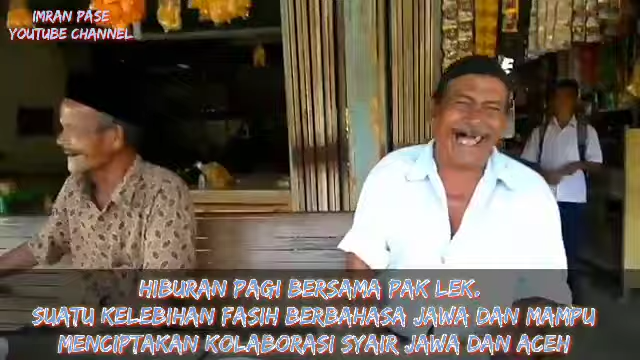 IMRAN PASE
YOUTUBE CHANNEL
HIBURAN PAGI BERSAMA PAK LEK.
SUATU KELEBIHAN FASIH BERBAHASA JAWA DAN MAMPU
MENCIPTAKAN KOLABORASI SYAIR JAWA DAN ACEH